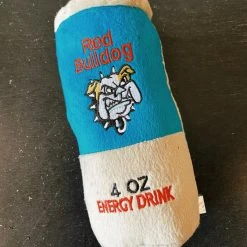 Red
Bulldog
4 OZ
ENERGY DRINK